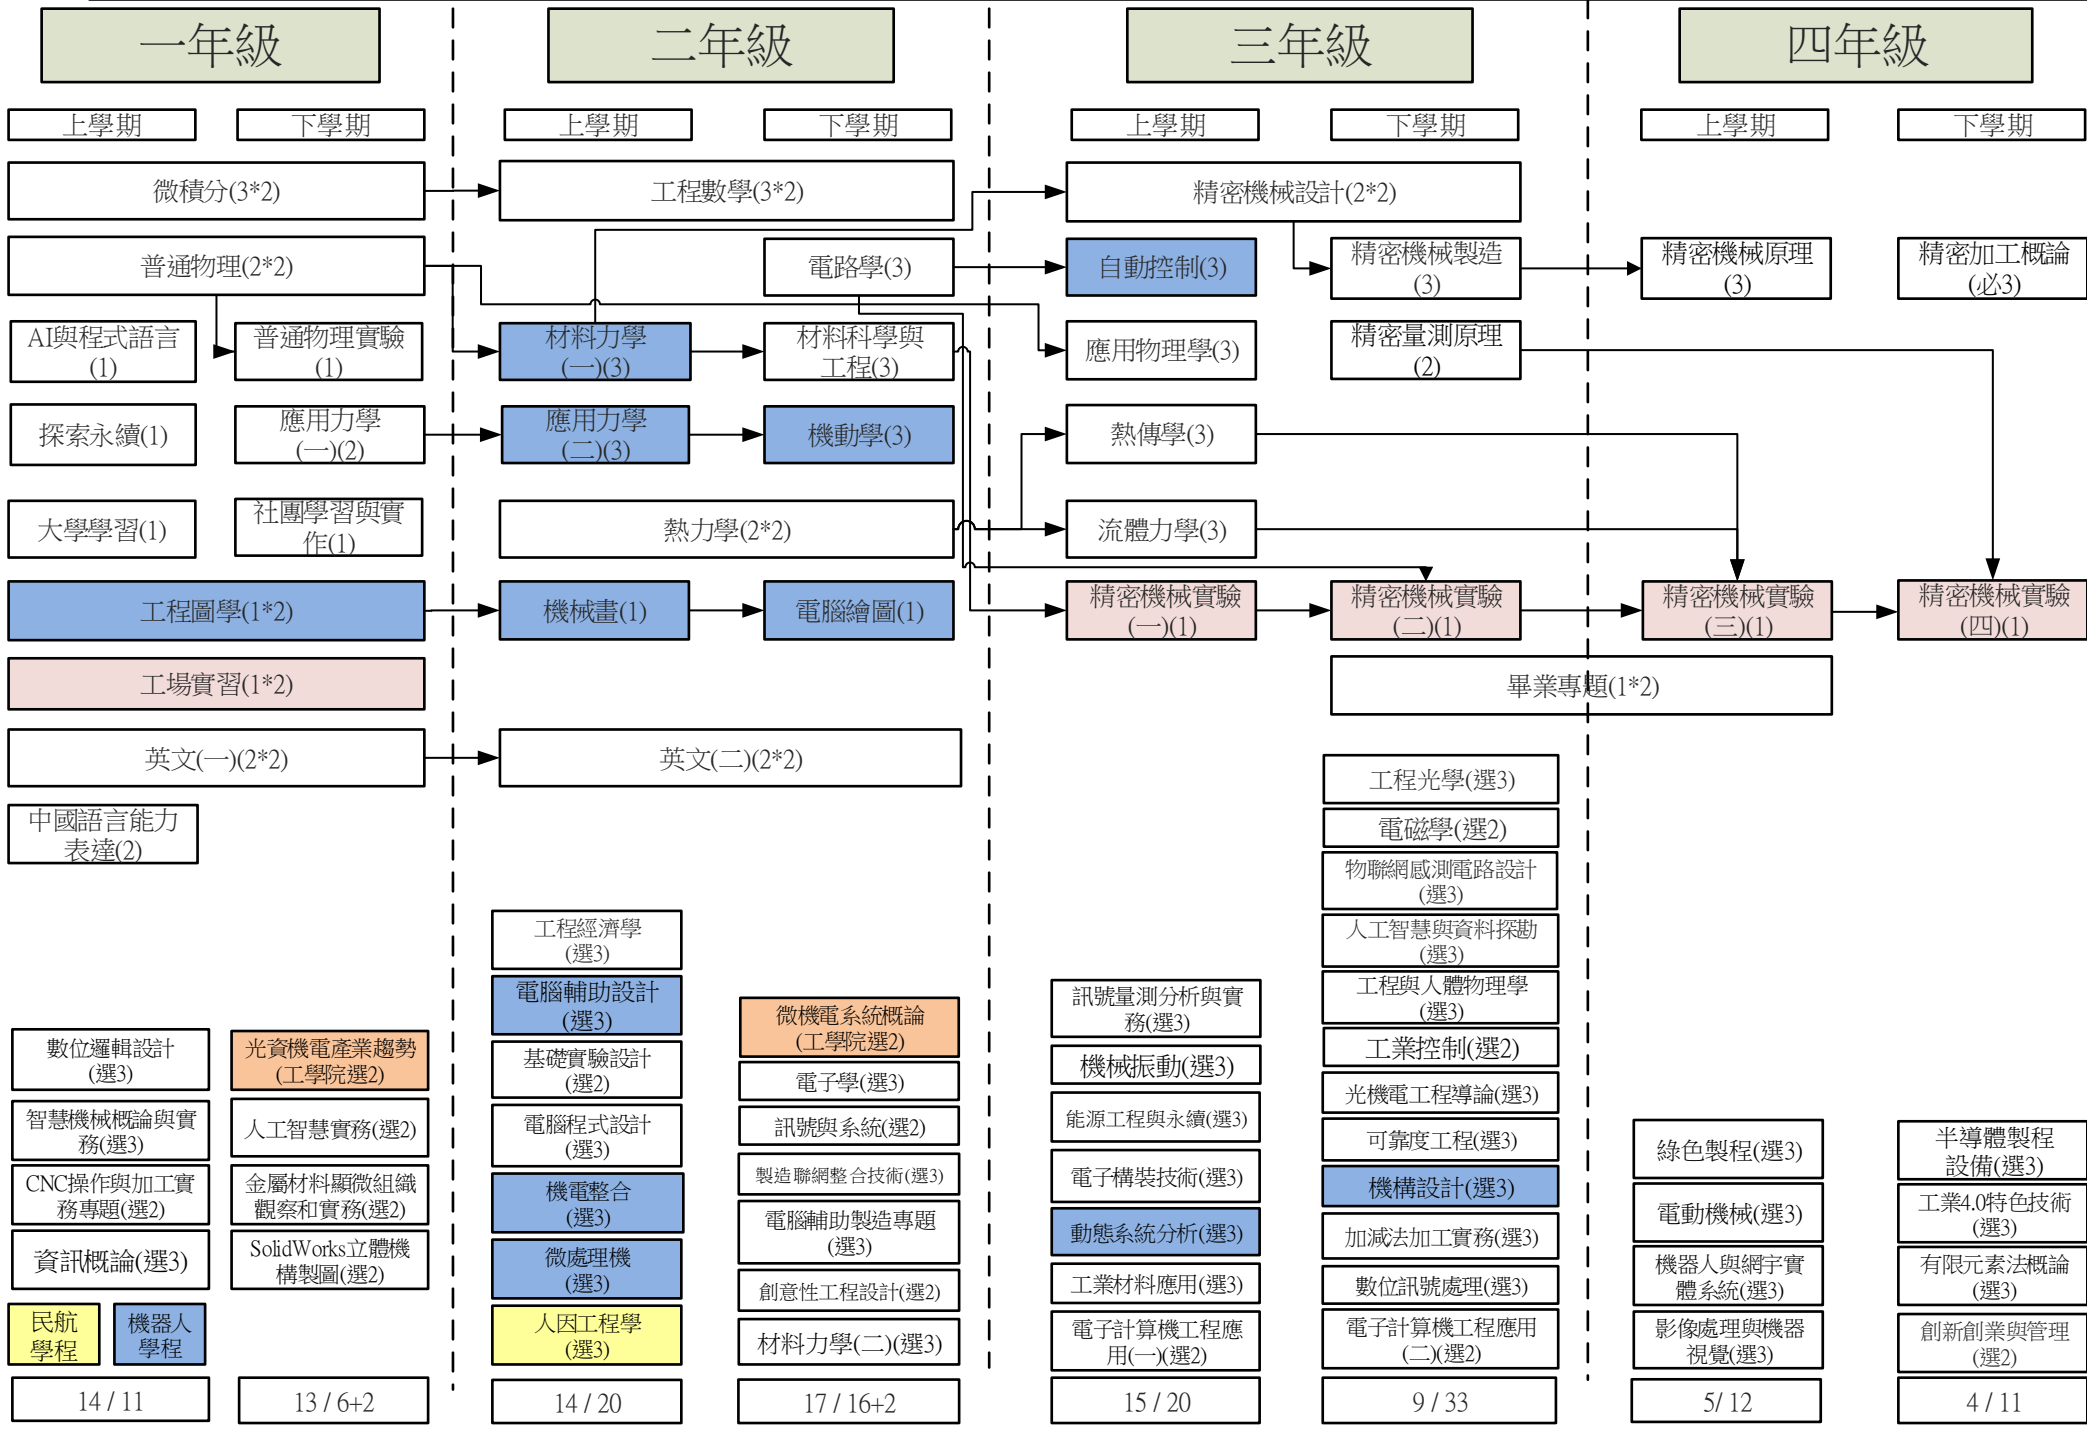 一年級
二年級
三年級
四年級
上學期
下學期
上學期
下學期
上學期
下學期
上學期
下學期
微積分(3*2)
工程數學(3*2)
精密機械設計(2*2)
普通物理(2*2)
電路學(3)
自動控制(3)
精密機械製造
(3)
精密機械原理
(3)
精密加工概論
(必3)
AI與程式語言
(1)
普通物理實驗
(1)
材料力學
(一)(3)
材料科學與
工程(3)
應用物理學(3)
精密量測原理
(2)
探索永續(1)
應用力學
(一)(2)
應用力學
(二)(3)
機動學(3)
熱傳學(3)
大學學習(1)
社團學習與實
作(1)
熱力學(2*2)
流體力學(3)
工程圖學(1*2)
機械畫(1)
電腦繪圖(1)
精密機械實驗
(一)(1)
精密機械實驗
(二)(1)
精密機械實驗
(三)(1)
精密機械實驗
(四)(1)
工場實習(1*2)
畢業專題(1*2)
英文(一)(2*2)
英文(二)(2*2)
中國語言能力
表達(2)
數位邏輯設計
(選3)
智慧機械概論與實
務(選3)
CNC操作與加工實
務專題(選2)
資訊概論(選3)
民航
學程
機器人
學程
14 / 11
光資機電產業趨勢
(工學院選2)
人工智慧實務(選2)
金屬材料顯微組織
觀察和實務(選2)
SolidWorks立體機
構製圖(選2)
13 / 6+2
工程經濟學
(選3)
電腦輔助設計
(選3)
基礎實驗設計
(選2)
電腦程式設計
(選3)
機電整合
(選3)
微處理機
(選3)
人因工程學
(選3)
14 / 20
微機電系統概論
(工學院選2)
電子學(選3)
訊號與系統(選2)
製造聯網整合技術(選3)
電腦輔助製造專題
(選3)
創意性工程設計(選2)
材料力學(二)(選3)
17 / 16+2
訊號量測分析與實
務(選3)
機械振動(選3)
能源工程與永續(選3)
電子構裝技術(選3)
動態系統分析(選3)
工業材料應用(選3)
電子計算機工程應
用(一)(選2)
15 / 20
工程光學(選3)
電磁學(選2)
物聯網感測電路設計
(選3)
人工智慧與資料探勘
(選3)
工程與人體物理學
(選3)
工業控制(選2)
光機電工程導論(選3)
可靠度工程(選3)
機構設計(選3)
加減法加工實務(選3)
數位訊號處理(選3)
電子計算機工程應用
(二)(選2)
9 / 33
綠色製程(選3)
電動機械(選3)
機器人與網宇實
體系統(選3)
影像處理與機器
視覺(選3)
5/ 12
半導體製程
設備(選3)
工業4.0特色技術
(選3)
有限元素法概論
(選3)
創新創業與管理
(選2)
4 / 11